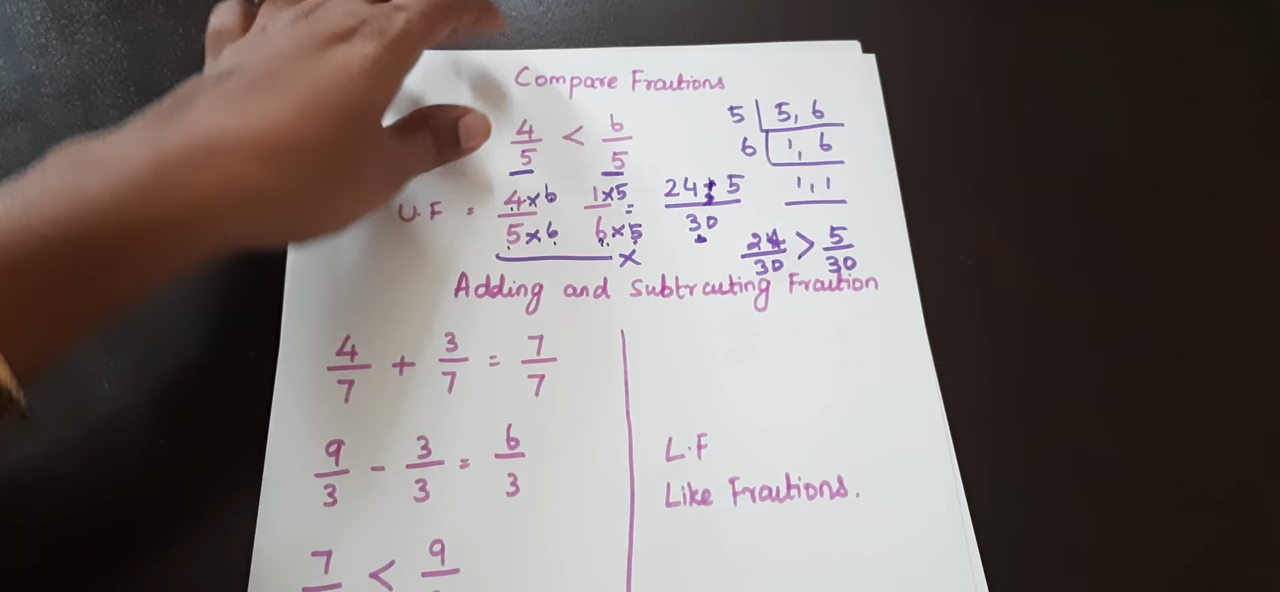 Compare Fractions
4/5 < 6/5
5 | 5, 6
6 | 1, 6
1, 1
U.F = 4×6/5×6 1×5/6×5 = 24 5/30
×
24/30 > 5/30
Adding and Subtracting Fraction
4/7 + 3/7 = 7/7
9/3 - 3/3 = 6/3
L.F
Like Fractions.
7 < 9